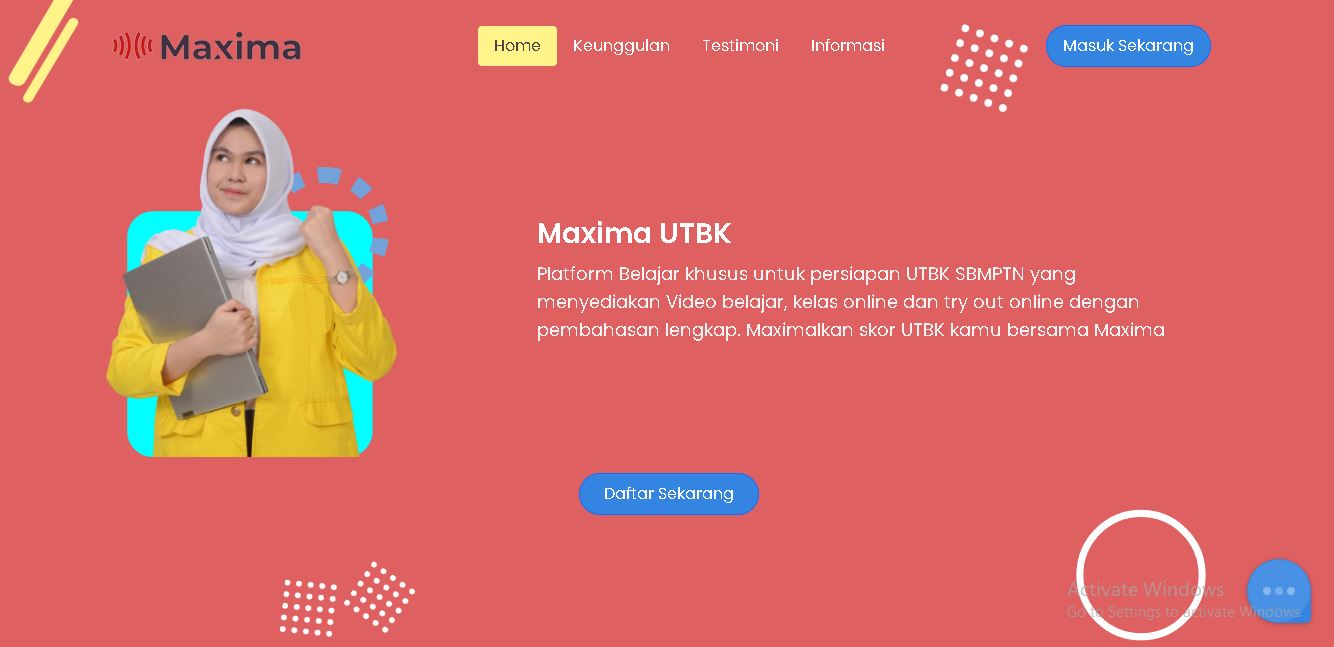 Maxima
Home
Keunggulan
Testimoni
Informasi
Masuk Sekarang
Maxima UTBK
Platform Belajar khusus untuk persiapan UTBK SBMPTN yang
menyediakan Video belajar, kelas online dan try out online dengan
pembahasan lengkap. Maximalkan skor UTBK kamu bersama Maxima
Daftar Sekarang
Activate Windows
Go to Settings to activate Windows.